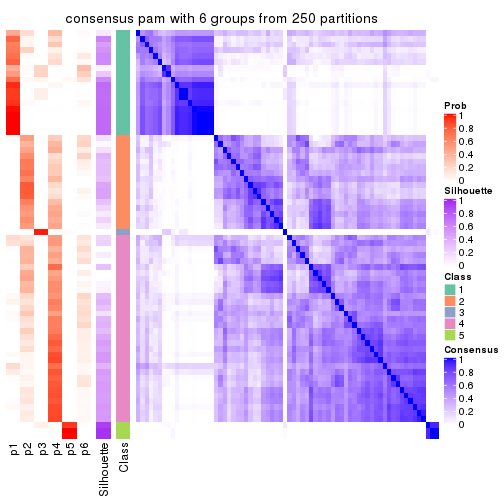 consensus pam with 6 groups from 250 partitions
Prob
1
0.8
0.6
0.4
0.2
0
Silhouette
1
0.8
0.6
0.4
0.2
0
Class
1
2
3
4
5
Consensus
1
0.8
0.6
0.4
0.2
0
p1
p2
p3
p4
p5
p6
Silhouette
Class